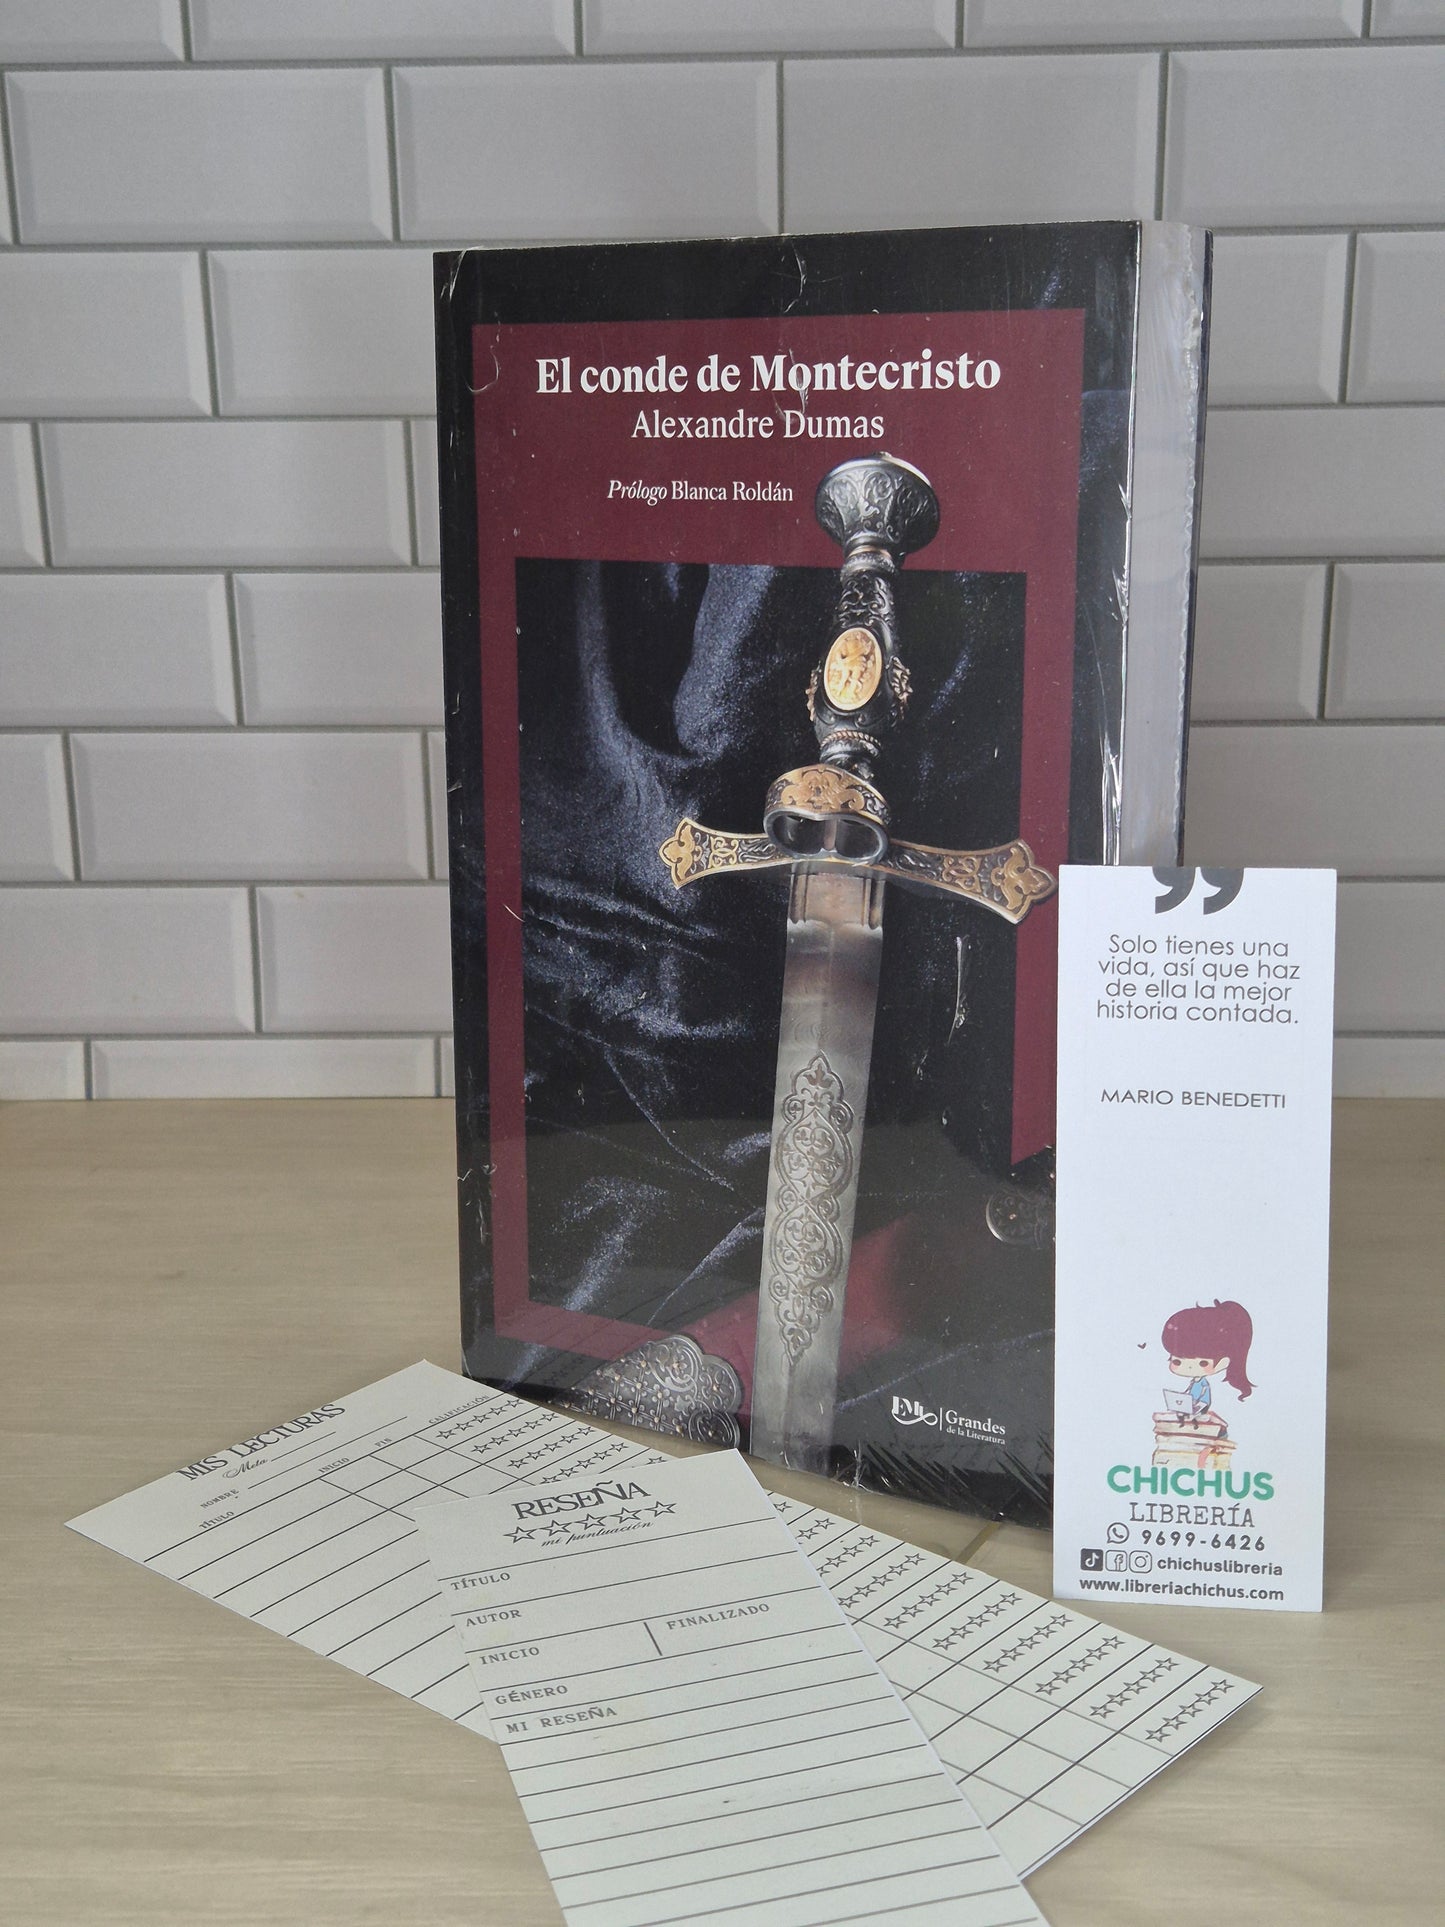 El conde de Montecristo
Alexandre Dumas
Prólogo Blanca Roldán
EMU Grandes
de la Literatura
”
Solo tienes una
vida, así que haz
de ella la mejor
historia contada.
MARIO BENEDETTI
CHICHUS
LIBRERÍA
9699-6426
chichuslibreria
www.libreriachichus.com
MIS LECTURAS
Meta
NOMBRE
TÍTULO INICIO FIN CALIFICACIÓN
RESEÑA
mi puntuación
TÍTULO
AUTOR
INICIO FINALIZADO
GÉNERO
MI RESEÑA